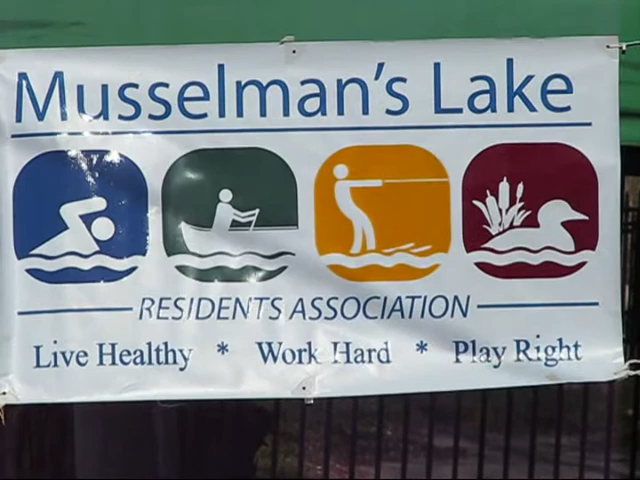 Musselman's Lake
RESIDENTS ASSOCIATION
Live Healthy * Work Hard * Play Right